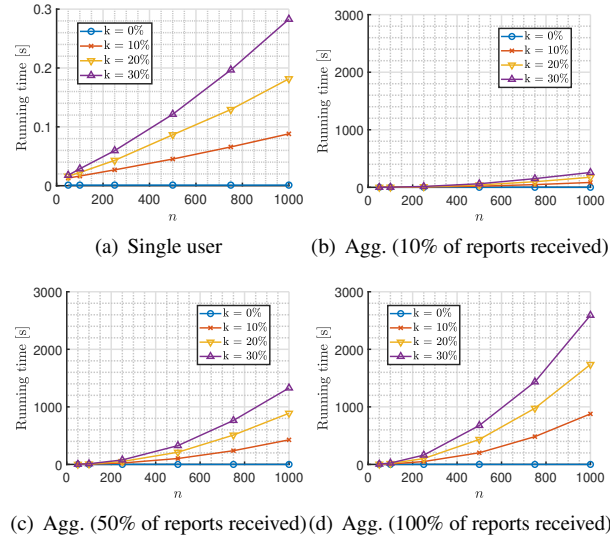 0.3
0.2
0.1
0
Running time [s]
k = 0%
k = 10%
k = 20%
k = 30%
0 200 400 600 800 1000
n
(a) Single user
3000
2000
1000
0
Running time [s]
k = 0%
k = 10%
k = 20%
k = 30%
0 200 400 600 800 1000
n
(b) Agg. (10% of reports received)
3000
2000
1000
0
Running time [s]
k = 0%
k = 10%
k = 20%
k = 30%
0 200 400 600 800 1000
n
(c) Agg. (50% of reports received)
3000
2000
1000
0
Running time [s]
k = 0%
k = 10%
k = 20%
k = 30%
0 200 400 600 800 1000
n
(d) Agg. (100% of reports received)